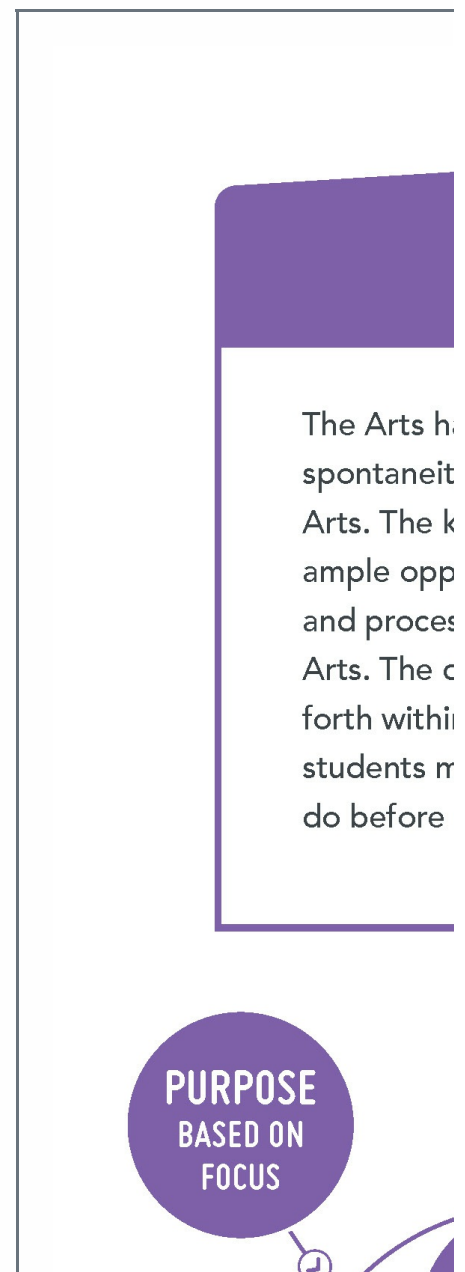 The Arts
spontaneit
Arts. The
ample opp
and proces
Arts. The
forth withi
students
do before
PURPOSE
BASED ON
FOCUS